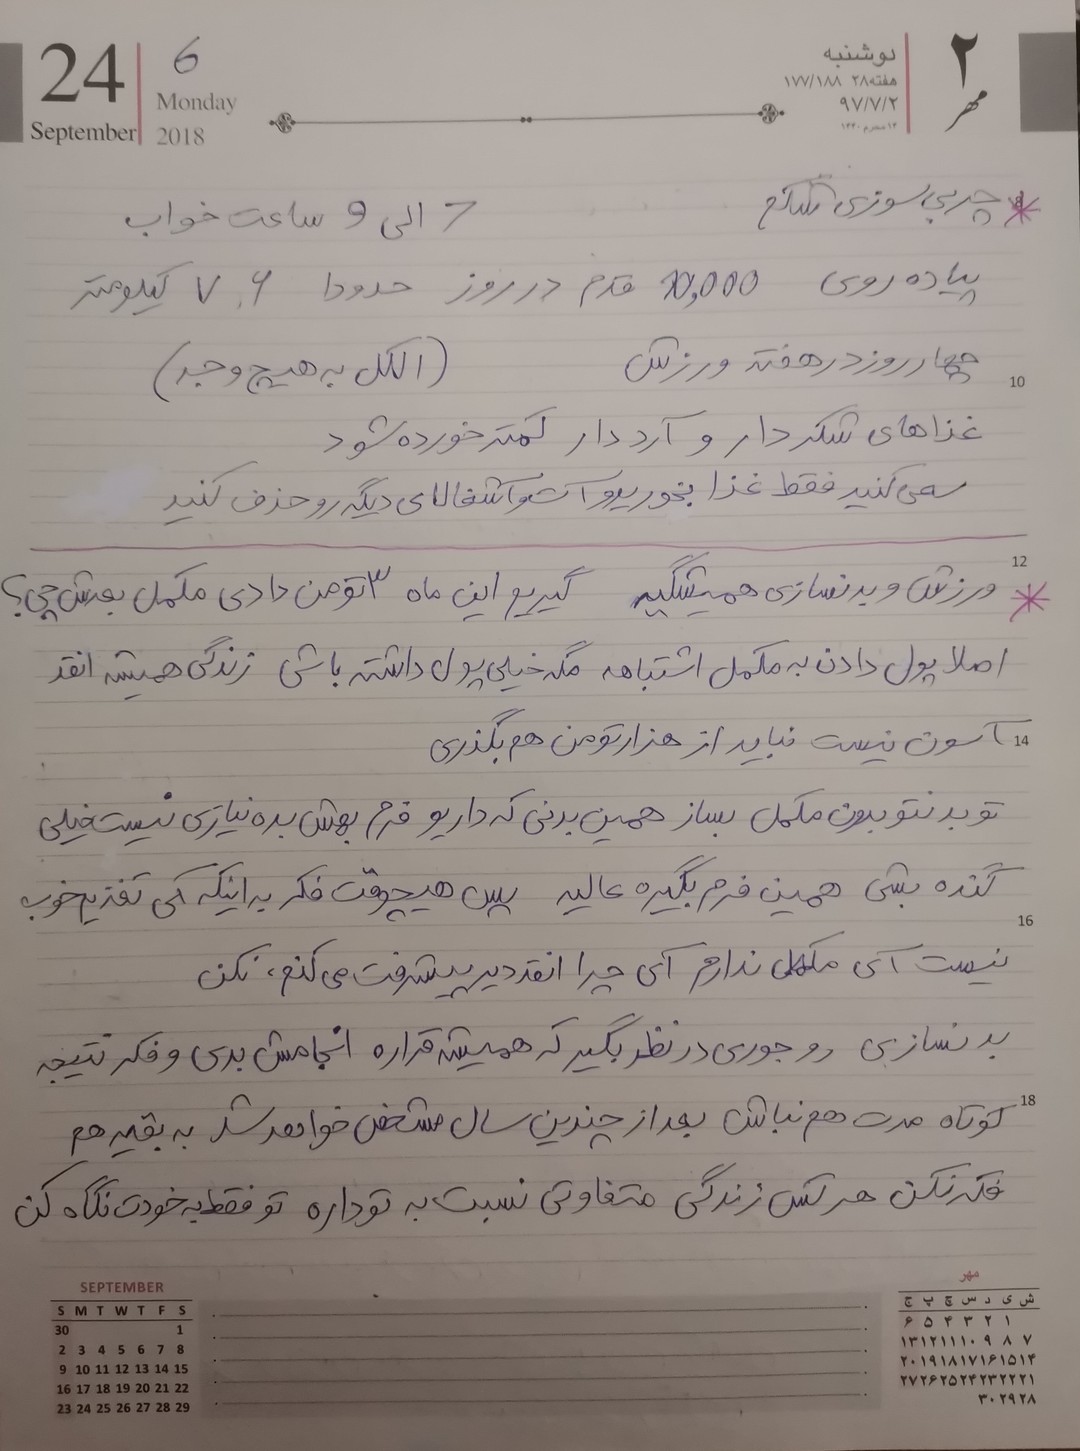 24
September
6
Monday
2018
دوشنبه
هفته ۲۸ ۱۷۷/۱۸۸
۹۷/۷/۲
۱۴ محرم ۱۴۴۰
۲
مهر
* چربی سوزی شکم 7 الی 9 ساعت خواب
پیاده روی 10,000 قدم در روز حدودا ۷,۶ کیلومتر
چهار روز در هفته ورزش (الکل به هیچ وجه)
10
غذاهای شکر دار و آرد دار کمتر خورده شود
سعی کنید فقط غذا بخورید و آت و آشغالای دیگه رو حذف کنید
12
* ورزش و بدنسازی همیشگیه گیریم این ماه ۳ تومن دادی مکمل بعدش چی؟
اصلا پول دادن به مکمل اشتباهه مگه خیلی پول داشته باشی زندگی همیشه انقد
14
آسون نیست نباید از هزار تومن هم بگذری
تو بدنتو بدون مکمل بساز همین بدنی که داریو فرم بهش بده نیازی نیست خیلی
گنده بشی همین فرم بگیره عالیه پس هیچوقت فکر به اینکه آی تغذیم خوب
16
نیست آی مکمل ندارم آی چرا انقد دیر پیشرفت می کنم، نکن
بدنسازی رو جوری در نظر بگیر که همیشه قراره انجامش بدی و فکر نتیجه
18
کوتاه مدت هم نباش بعد از چندین سال مشخص خواهد شد به بقیه هم
فکر نکن هر کس زندگی متفاوتی نسبت به تو داره تو فقط به خودت نگاه کن
SEPTEMBER
S M T W T F S
30 1
2 3 4 5 6 7 8
9 10 11 12 13 14 15
16 17 18 19 20 21 22
23 24 25 26 27 28 29
مهر
ش ی د س چ پ ج
۱ ۲ ۳ ۴ ۵ ۶
۷ ۸ ۹ ۱۰ ۱۱ ۱۲ ۱۳
۱۴ ۱۵ ۱۶ ۱۷ ۱۸ ۱۹ ۲۰
۲۱ ۲۲ ۲۳ ۲۴ ۲۵ ۲۶ ۲۷
۲۸ ۲۹ ۳۰